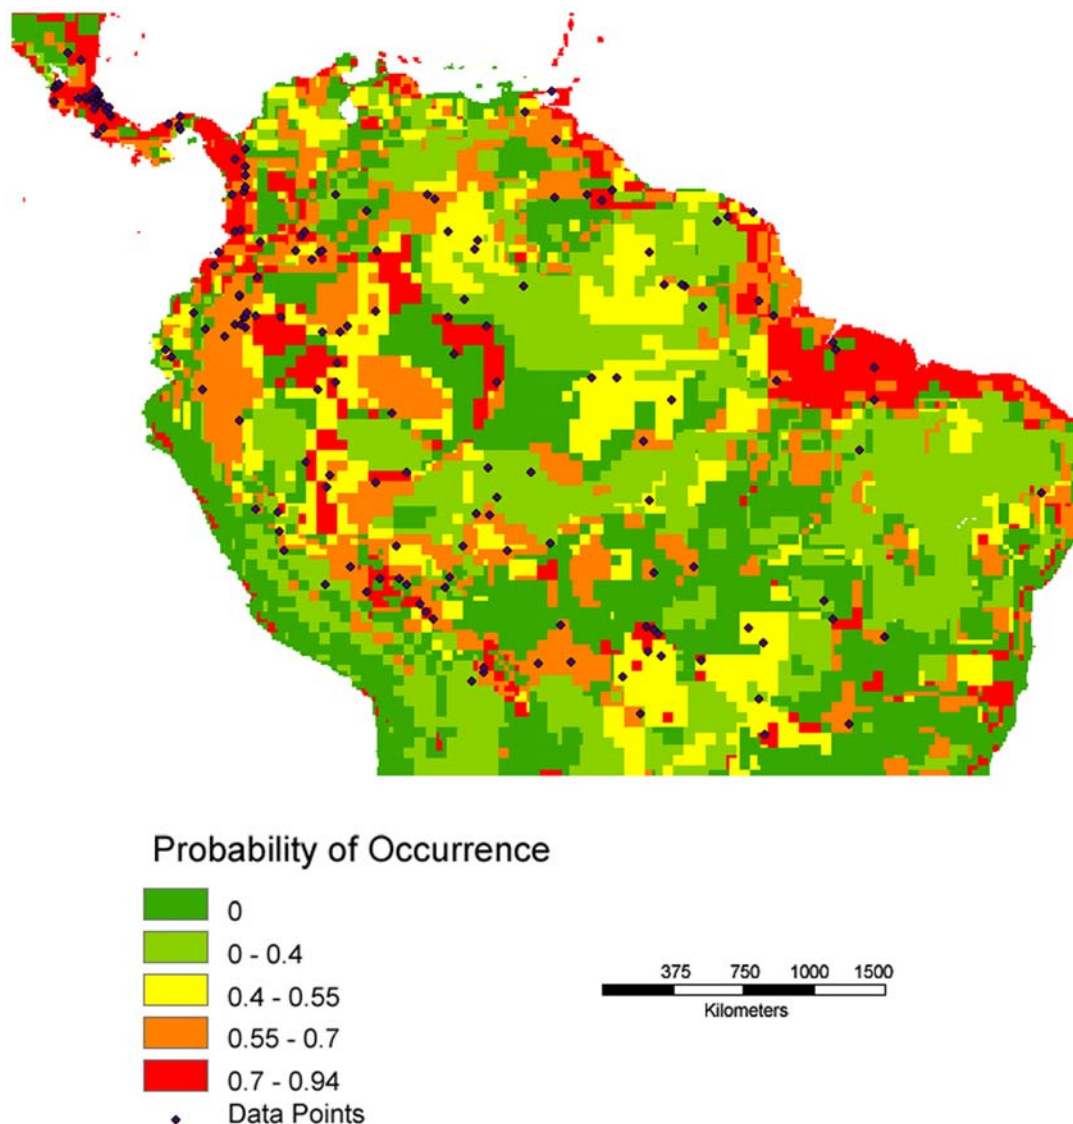 Probability of Occurrence
0
0 - 0.4
0.4 - 0.55
0.55 - 0.7
0.7 - 0.94
Data Points
375 750 1000 1500
Kilometers